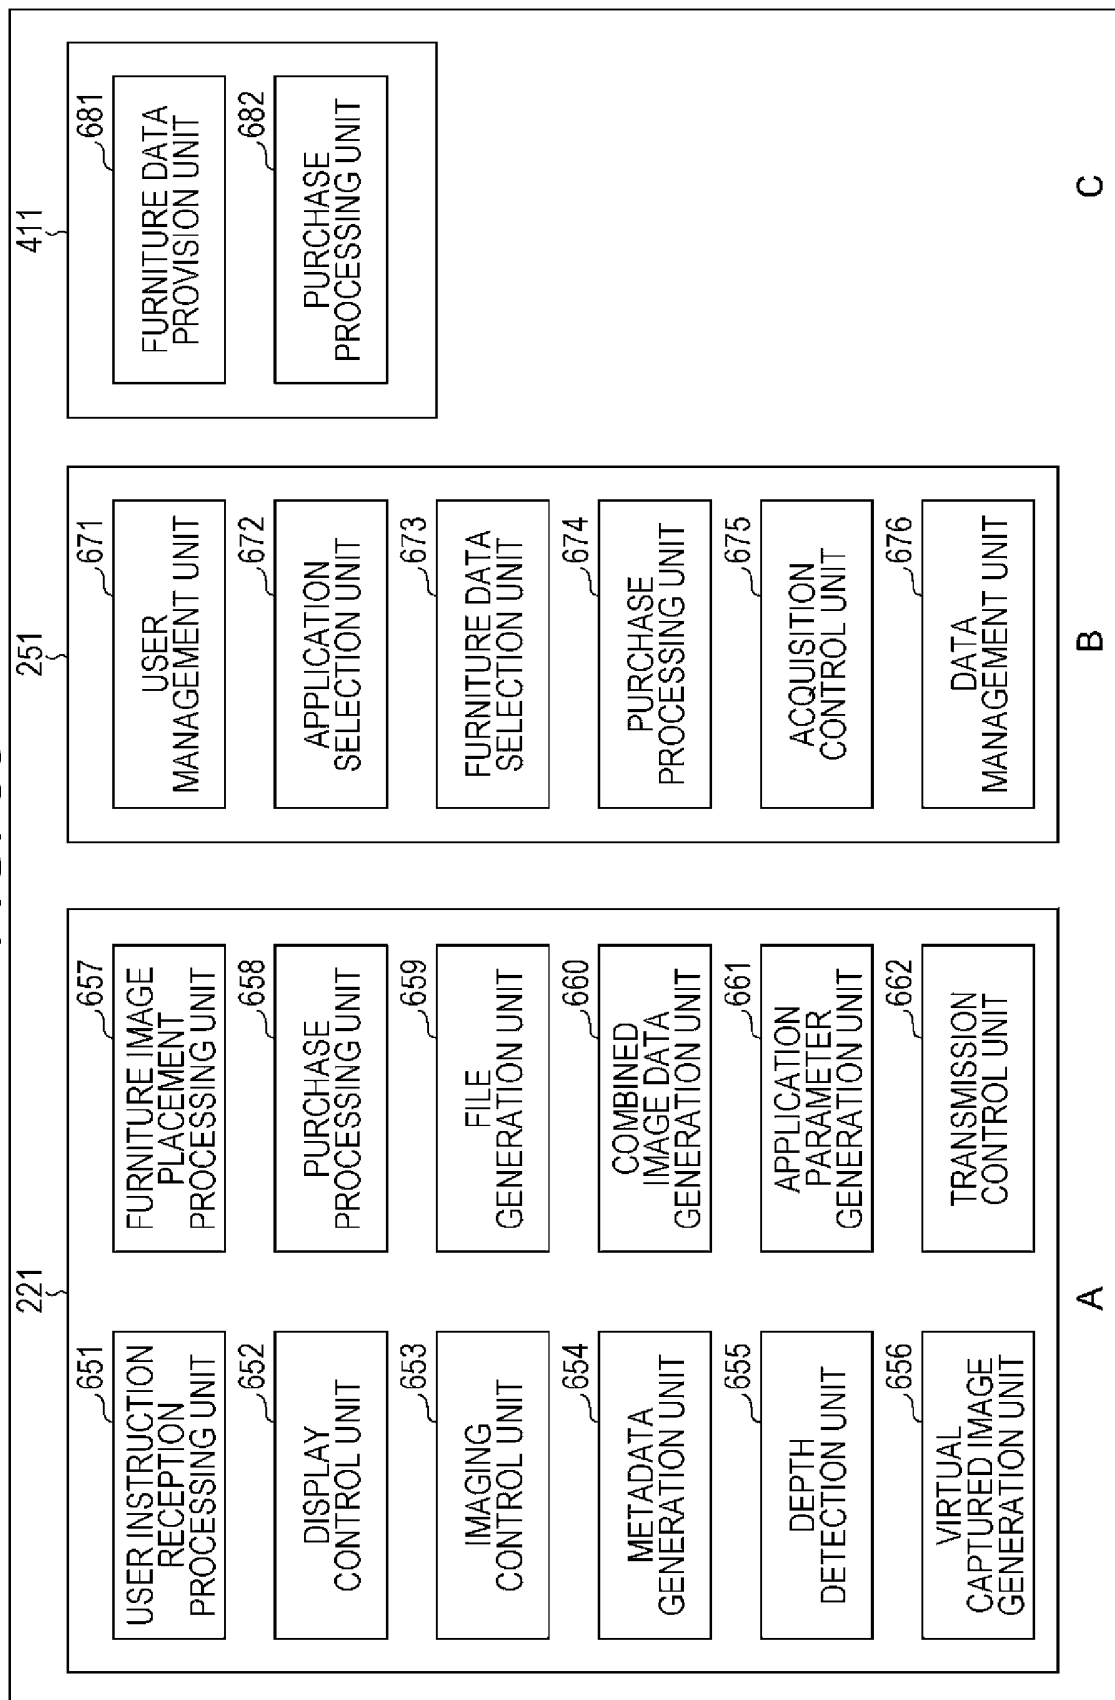 221
651
USER INSTRUCTION
RECEPTION
PROCESSING UNIT
652
DISPLAY
CONTROL UNIT
653
IMAGING
CONTROL UNIT
654
METADATA
GENERATION UNIT
655
DEPTH
DETECTION UNIT
656
VIRTUAL
CAPTURED IMAGE
GENERATION UNIT
657
FURNITURE IMAGE
PLACEMENT
PROCESSING UNIT
658
PURCHASE
PROCESSING UNIT
659
FILE
GENERATION UNIT
660
COMBINED
IMAGE DATA
GENERATION UNIT
661
APPLICATION
PARAMETER
GENERATION UNIT
662
TRANSMISSION
CONTROL UNIT
A
251
671
USER
MANAGEMENT UNIT
672
APPLICATION
SELECTION UNIT
673
FURNITURE DATA
SELECTION UNIT
674
PURCHASE
PROCESSING UNIT
675
ACQUISITION
CONTROL UNIT
676
DATA
MANAGEMENT UNIT
B
411
681
FURNITURE DATA
PROVISION UNIT
682
PURCHASE
PROCESSING UNIT
C